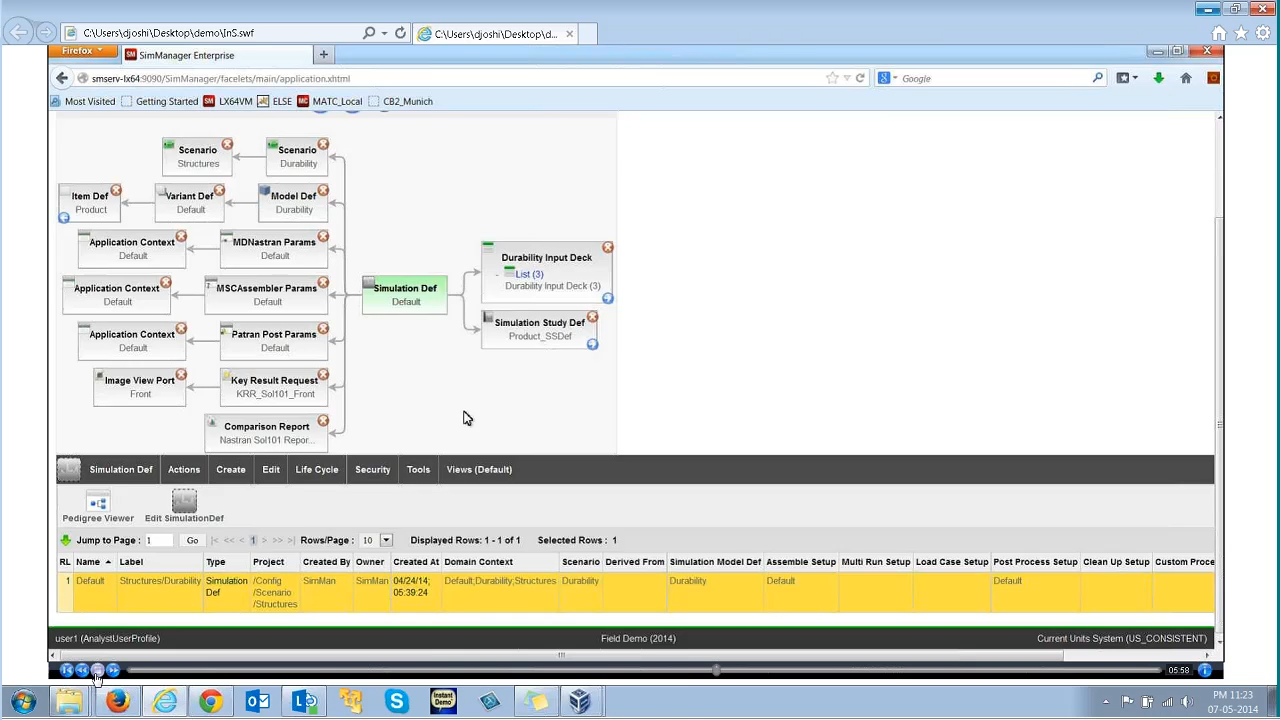 C:\Users\djoshi\Desktop\demo\InS.swf
C:\Users\djoshi\Desktop\d...
Firefox
SM SimManager Enterprise
smserv-lx64:9090/SimManager/facelets/main/application.xhtml
Google
Most Visited Getting Started SM LX64VM ELSE MC MATC_Local CB2_Munich
Scenario
Structures
Scenario
Durability
Item Def
Product
Variant Def
Default
Model Def
Durability
Application Context
Default
MDNastran Params
Default
Application Context
Default
MSCAssembler Params
Default
Simulation Def
Default
Durability Input Deck
- List (3)
Durability Input Deck (3)
Simulation Study Def
Product_SSDef
Application Context
Default
Patran Post Params
Default
Image View Port
Front
Key Result Request
KRR_Sol101_Front
Comparison Report
Nastran Sol101 Repor...
Simulation Def Actions Create Edit Life Cycle Security Tools Views (Default)
Pedigree Viewer Edit SimulationDef
Jump to Page : 1 Go |< << < 1 > >> >| Rows/Page : 10 Displayed Rows: 1 - 1 of 1 Selected Rows : 1
RL Name Label Type Project Created By Owner Created At Domain Context Scenario Derived From Simulation Model Def Assemble Setup Multi Run Setup Load Case Setup Post Process Setup Clean Up Setup Custom Proce
1 Default Structures/Durability Simulation Def /Config /Scenario /Structures SimMan SimMan 04/24/14; 05:39:24 Default;Durability;Structures Durability Durability Default Default
user1 (AnalystUserProfile) Field Demo (2014) Current Units System (US_CONSISTENT)
05:58
Instant Demo
PM 11:23
07-05-2014